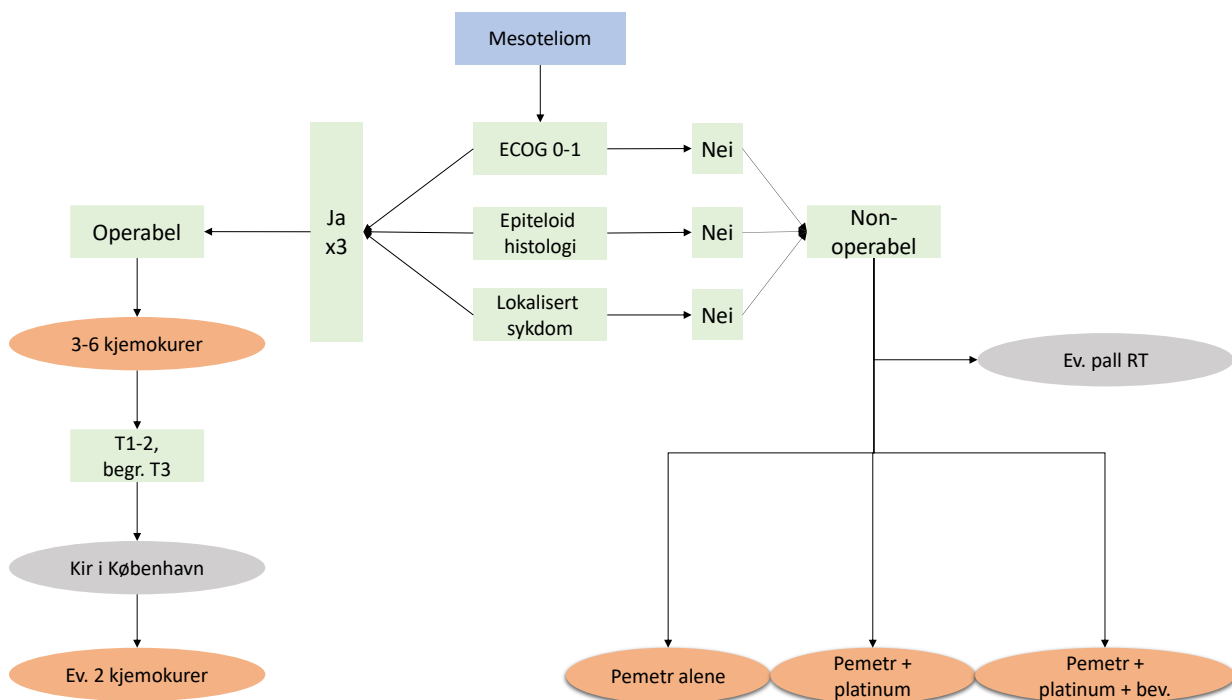 Mesoteliom
ECOG 0-1
Nei
Ja
x3
Operabel
Epiteloid
histologi
Nei
Non-
operabel
Lokalisert
sykdom
Nei
3-6 kjemokurer
Ev. pall RT
T1-2,
begr. T3
Kir i København
Ev. 2 kjemokurer
Pemetr alene
Pemetr +
platinum
Pemetr +
platinum + bev.